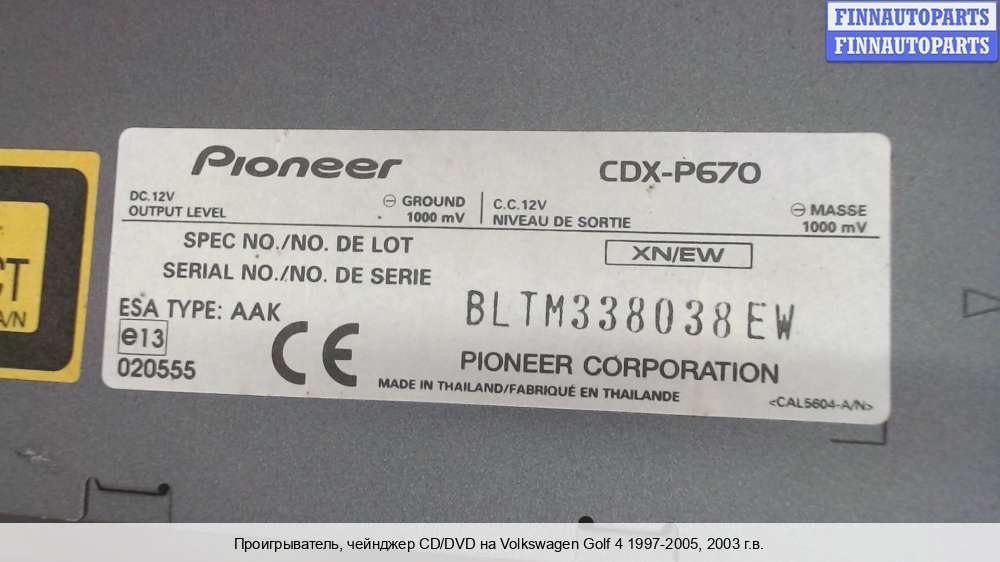 FINNAUTOPARTS
FINNAUTOPARTS
Pioneer
CDX-P670
DC.12V ⊖ GROUND
OUTPUT LEVEL 1000 mV
C.C.12V ⊖ MASSE
NIVEAU DE SORTIE 1000 mV
SPEC NO./NO. DE LOT XN/EW
SERIAL NO./NO. DE SERIE
BLTM338038EW
ESA TYPE: AAK
e13
020555
CE
PIONEER CORPORATION
MADE IN THAILAND/FABRIQUÉ EN THAILANDE
<CAL5604-A/N>
CT
A/N
Проигрыватель, чейнджер CD/DVD на Volkswagen Golf 4 1997-2005, 2003 г.в.